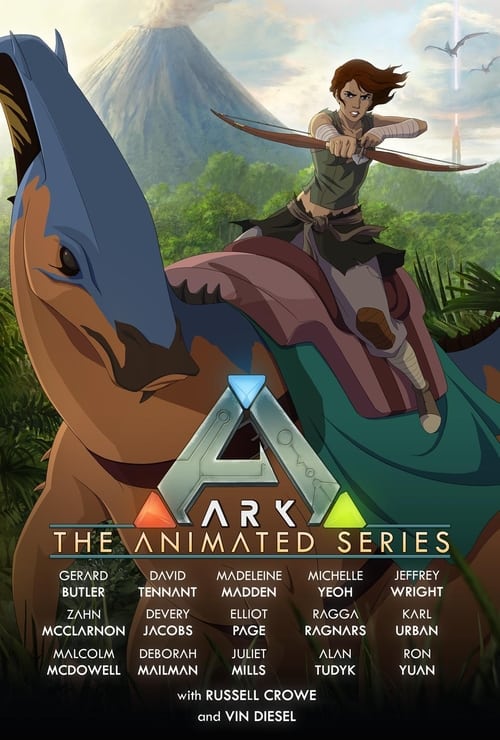 ARK
THE ANIMATED SERIES
GERARD BUTLER DAVID TENNANT MADELEINE MADDEN MICHELLE YEOH JEFFREY WRIGHT
ZAHN MCCLARNON DEVERY JACOBS ELLIOT PAGE RAGGA RAGNARS KARL URBAN
MALCOLM MCDOWELL DEBORAH MAILMAN JULIET MILLS ALAN TUDYK RON YUAN
with RUSSELL CROWE
and VIN DIESEL